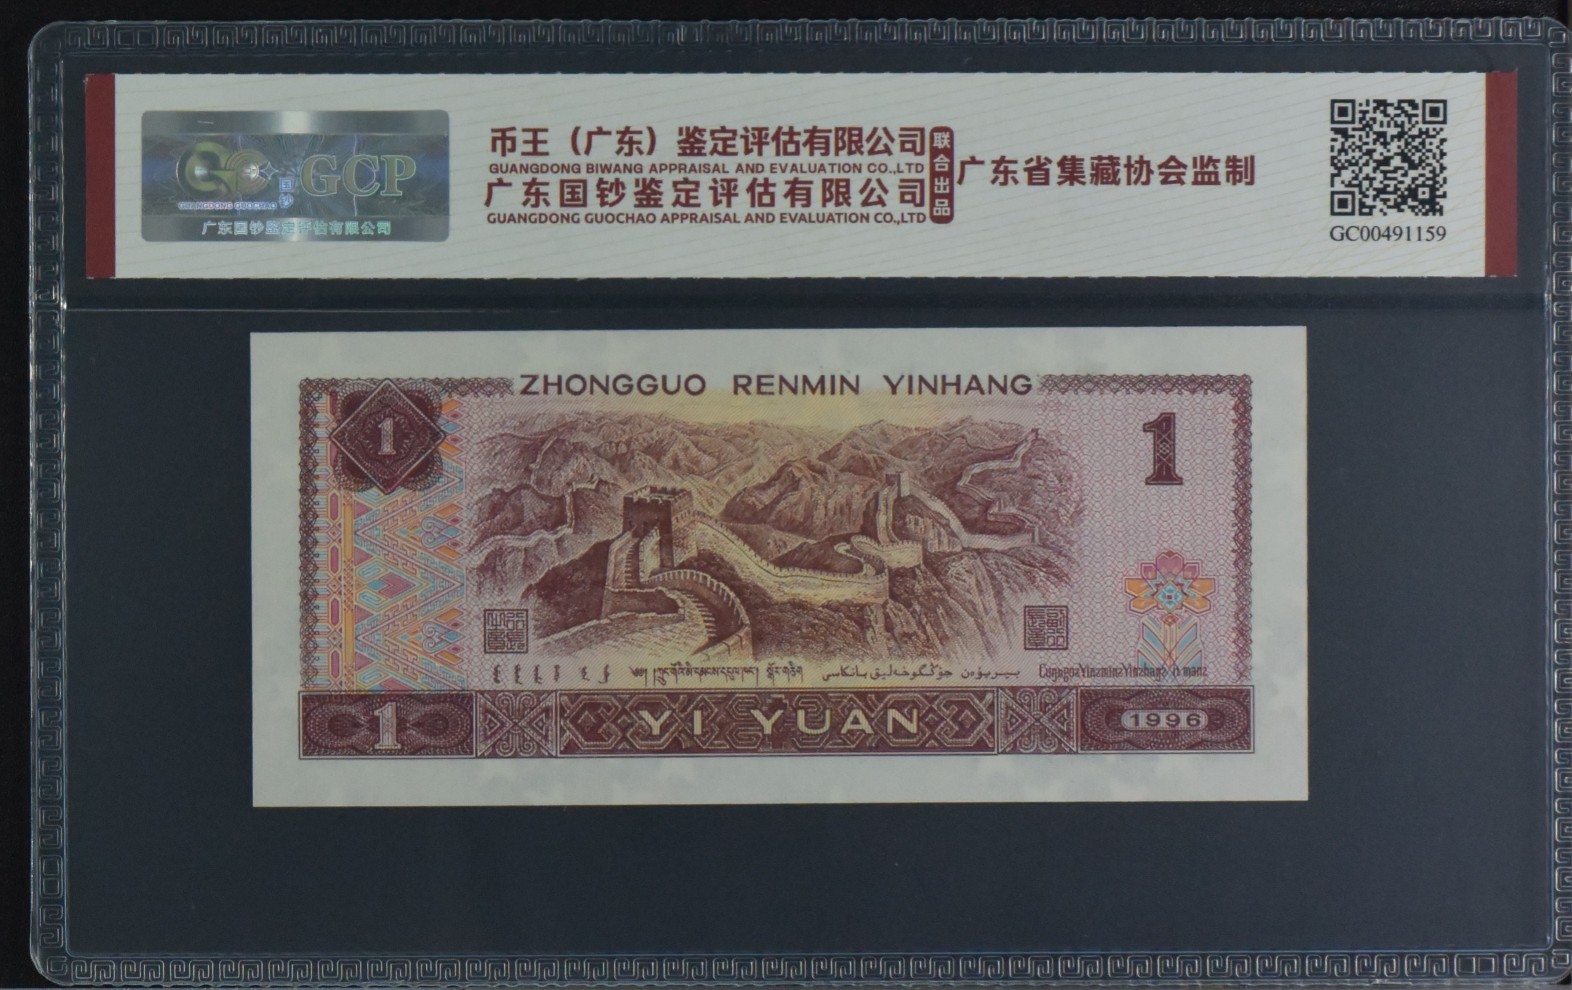 GCP
国钞
GUANGDONG GUOCHAO
广东国钞鉴定评估有限公司
币王（广东）鉴定评估有限公司
GUANGDONG BIWANG APPRAISAL AND EVALUATION CO.,LTD
广东国钞鉴定评估有限公司
GUANGDONG GUOCHAO APPRAISAL AND EVALUATION CO.,LTD
联合出品
广东省集藏协会监制
GC00491159
ZHONGGUO RENMIN YINHANG
1
1
YI YUAN
1
1996